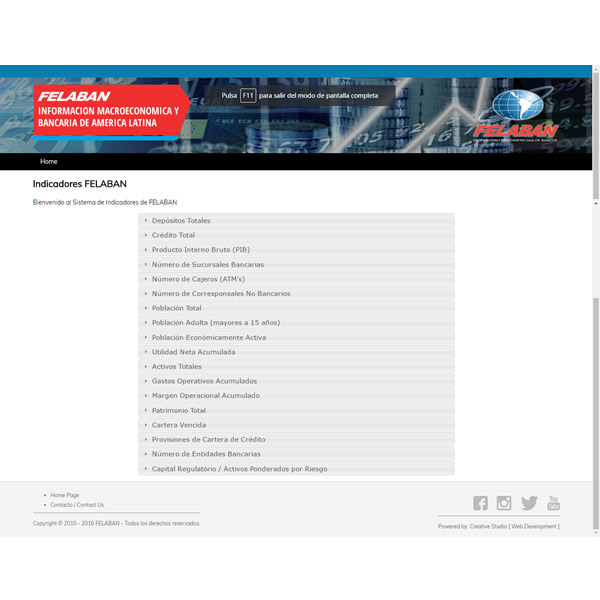 FELABAN
INFORMACION MACROECONOMICA Y
BANCARIA DE AMERICA LATINA
Pulsa F11 para salir del modo de pantalla completa
FELABAN
Home
Indicadores FELABAN
Bienvenido al Sistema de Indicadores de FELABAN
Depósitos Totales
Crédito Total
Producto Interno Bruto (PIB)
Número de Sucursales Bancarias
Número de Cajeros (ATM's)
Número de Corresponsales No Bancarios
Población Total
Población Adulta (mayores a 15 años)
Población Económicamente Activa
Utilidad Neta Acumulada
Activos Totales
Gastos Operativos Acumulados
Margen Operacional Acumulado
Patrimonio Total
Cartera Vencida
Provisiones de Cartera de Crédito
Número de Entidades Bancarias
Capital Regulatorio / Activos Ponderados por Riesgo
Home Page
Contacto / Contact Us
Copyright © 2010 - 2016 FELABAN - Todos los derechos reservados.
You Tube
Powered by: Creative Studio [ Web Development ]